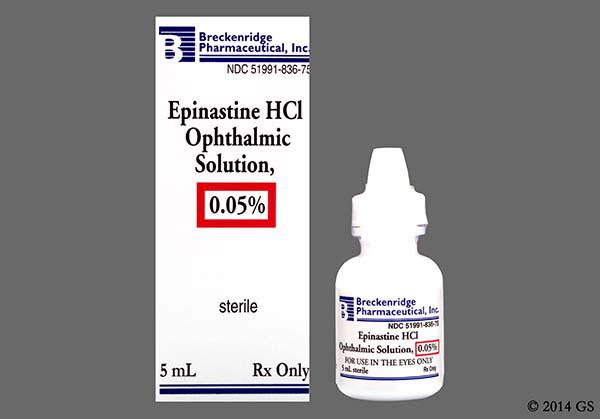 B
Breckenridge
Pharmaceutical, Inc.
NDC 51991-836-75
Epinastine HCl
Ophthalmic
Solution,
0.05%
sterile
5 mL Rx Only
Breckenridge
Pharmaceutical, Inc.
NDC 51991-836-75
Epinastine HCl
Ophthalmic Solution, 0.05%
FOR USE IN THE EYES ONLY
5 mL sterile Rx Only
© 2014 GS